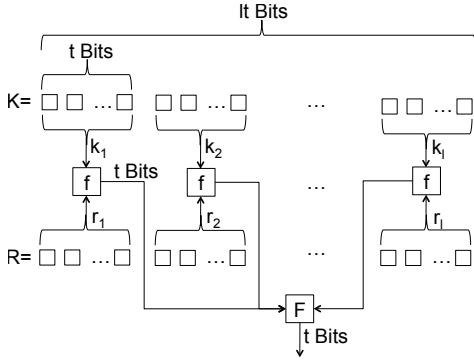 lt Bits
t Bits
K= … … … …
k1 k2 kl
t Bits
f f … f
r1 r2 rl
R= … … … …
F
t Bits